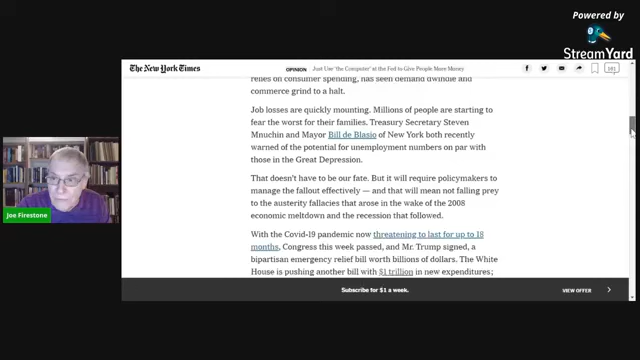 Powered by
StreamYard
The New York Times
OPINION
Just Use 'the Computer' at the Fed to Give People More Money
181
relies on consumer spending, has seen demand dwindle and
commerce grind to a halt.
Job losses are quickly mounting. Millions of people are starting to
fear the worst for their families. Treasury Secretary Steven
Mnuchin and Mayor Bill de Blasio of New York both recently
warned of the potential for unemployment numbers on par with
those in the Great Depression.
That doesn't have to be our fate. But it will require policymakers to
manage the fallout effectively — and that will mean not falling prey
to the austerity fallacies that arose in the wake of the 2008
economic meltdown and the recession that followed.
With the Covid-19 pandemic now threatening to last for up to 18
months, Congress this week passed, and Mr. Trump signed, a
bipartisan emergency relief bill worth billions of dollars. The White
House is pushing another bill with $1 trillion in new expenditures;
Subscribe for $1 a week.
VIEW OFFER
Joe Firestone